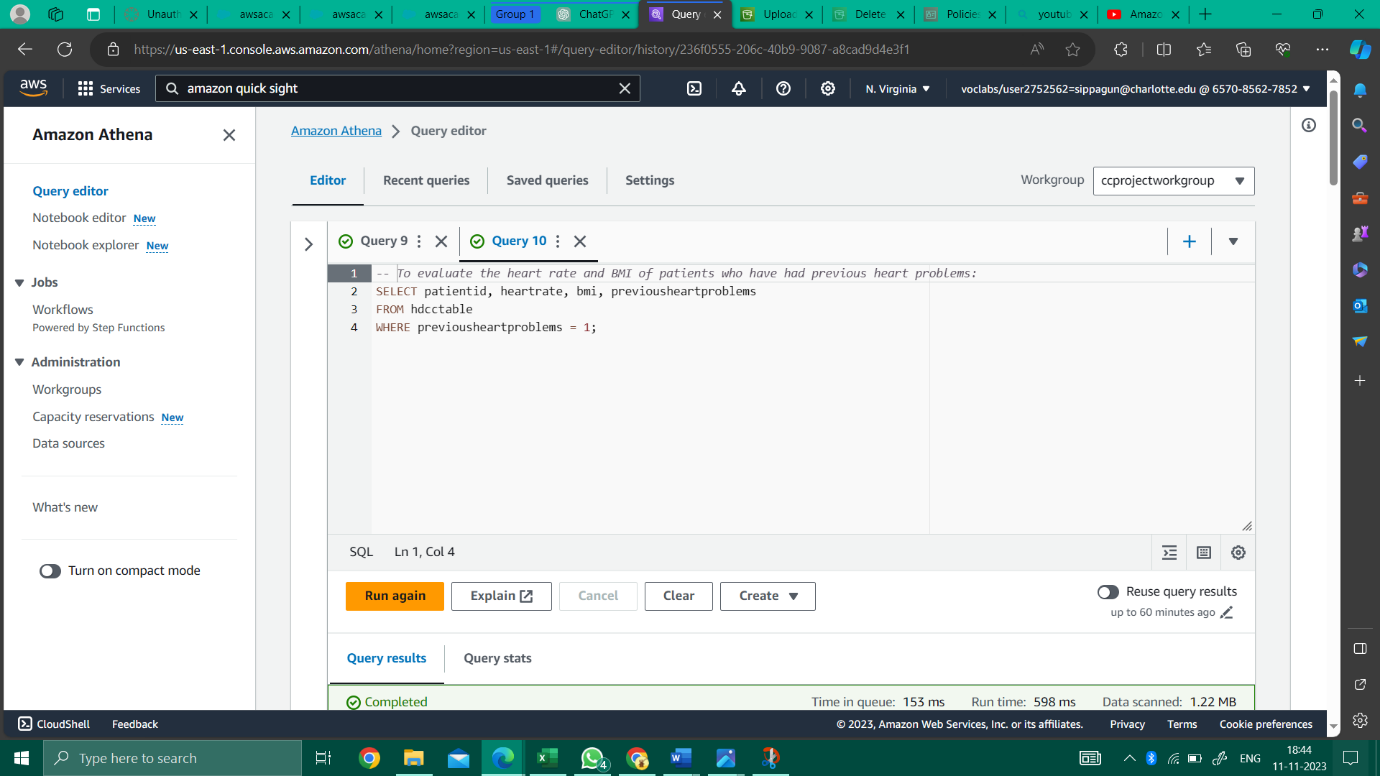 Unauth
awsaca
awsaca
awsaca
Group 1
ChatGP
Query
Upload
Delete
Policie
youtub
Amazo
https://us-east-1.console.aws.amazon.com/athena/home?region=us-east-1#/query-editor/history/236f0555-206c-40b9-9087-a8cad9d4e3f1
aws
Services
amazon quick sight
N. Virginia
voclabs/user2752562=sippagun@charlotte.edu @ 6570-8562-7852
Amazon Athena
Query editor
Notebook editor New
Notebook explorer New
Jobs
Workflows
Powered by Step Functions
Administration
Workgroups
Capacity reservations New
Data sources
What's new
Turn on compact mode
Amazon Athena > Query editor
Editor
Recent queries
Saved queries
Settings
Workgroup
ccprojectworkgroup
Query 9
Query 10
1 -- To evaluate the heart rate and BMI of patients who have had previous heart problems:
2 SELECT patientid, heartrate, bmi, previousheartproblems
3 FROM hdcctable
4 WHERE previousheartproblems = 1;
SQL Ln 1, Col 4
Run again
Explain
Cancel
Clear
Create
Reuse query results
up to 60 minutes ago
Query results
Query stats
Completed
Time in queue: 153 ms Run time: 598 ms Data scanned: 1.22 MB
CloudShell Feedback
© 2023, Amazon Web Services, Inc. or its affiliates. Privacy Terms Cookie preferences
Type here to search
4
ENG
18:44
11-11-2023